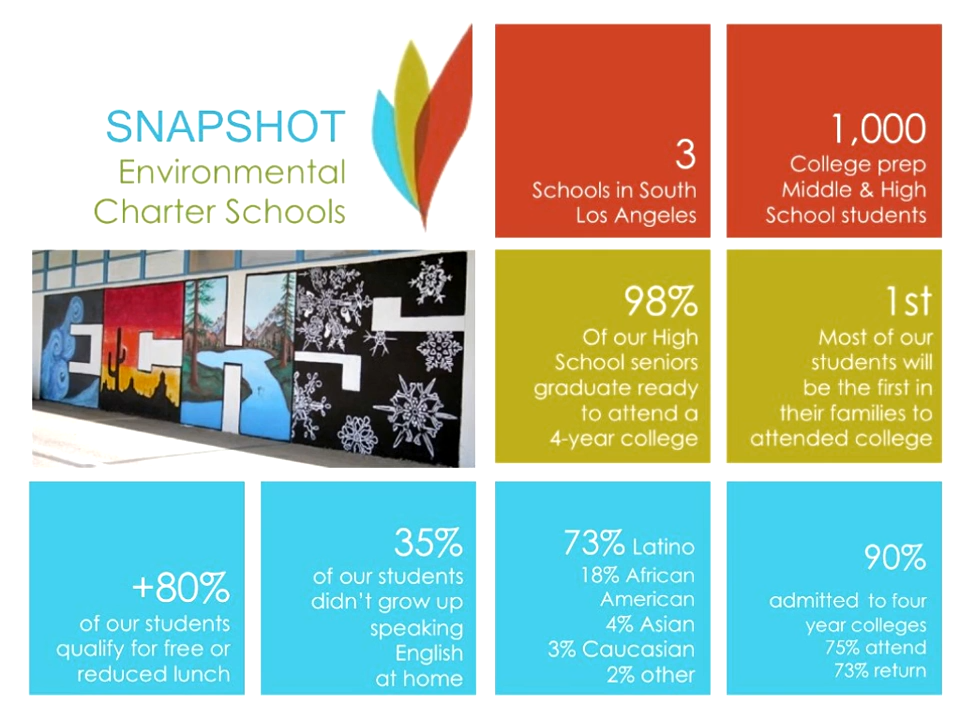 SNAPSHOT
Environmental
Charter Schools
3
Schools in South
Los Angeles
1,000
College prep
Middle & High
School students
ECHS
98%
Of our High
School seniors
graduate ready
to attend a
4-year college
1st
Most of our
students will
be the first in
their families to
attended college
+80%
of our students
qualify for free or
reduced lunch
35%
of our students
didn't grow up
speaking
English
at home
73% Latino
18% African
American
4% Asian
3% Caucasian
2% other
90%
admitted to four
year colleges
75% attend
73% return